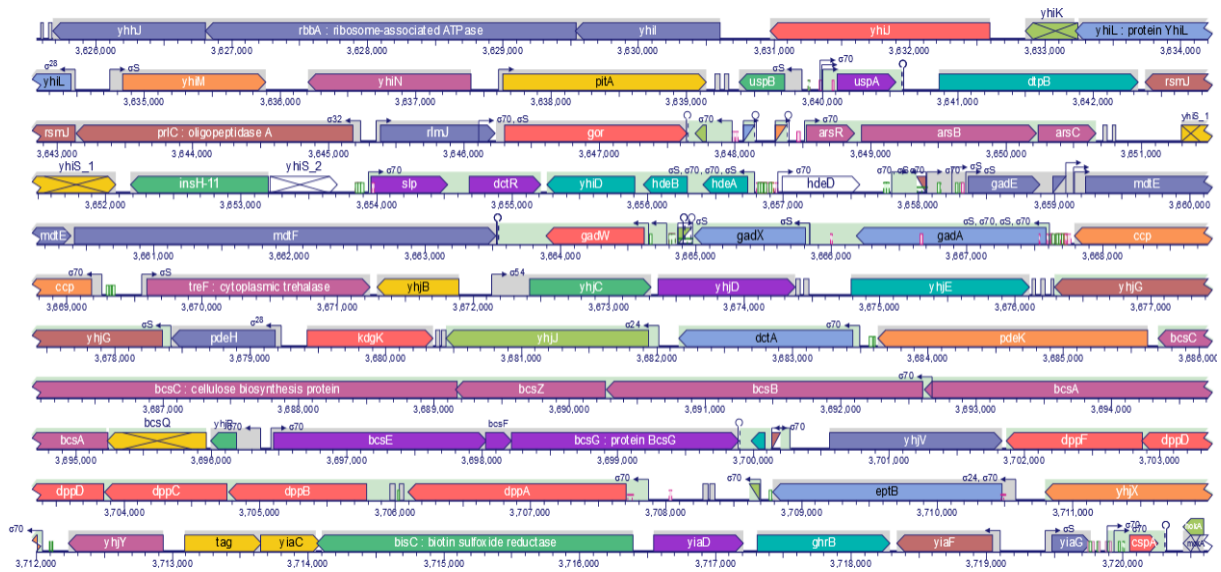 yhiK
yhhJ rbbA : ribosome-associated ATPase yhiI yhiJ yhiL : protein YhiL
3,626,000 3,627,000 3,628,000 3,629,000 3,630,000 3,631,000 3,632,000 3,633,000 3,634,000
σ28 σS σS σ70
yhiL yhiM yhiN pitA uspB uspA dtpB rsmJ
3,635,000 3,636,000 3,637,000 3,638,000 3,639,000 3,640,000 3,641,000 3,642,000
σ32 σ70, σS σ70 σ70 yhiS_1
rsmJ prlC : oligopeptidase A rlmJ gor arsR arsB arsC
3,643,000 3,644,000 3,645,000 3,646,000 3,647,000 3,648,000 3,649,000 3,650,000 3,651,000
yhiS_1 yhiS_2 σ70 σS, σ70, σS, σ70 σ70 σ70 σ70, σS
insH-11 slp dctR yhiD hdeB hdeA hdeD gadE mdtE
3,652,000 3,653,000 3,654,000 3,655,000 3,656,000 3,657,000 3,658,000 3,659,000 3,660,000
σS σS σS, σ70, σS, σ70
mdtE mdtF gadW gadX gadA ccp
3,661,000 3,662,000 3,663,000 3,664,000 3,665,000 3,666,000 3,667,000 3,668,000
σ70 σS σ54
ccp treF : cytoplasmic trehalase yhjB yhjC yhjD yhjE yhjG
3,669,000 3,670,000 3,671,000 3,672,000 3,673,000 3,674,000 3,675,000 3,676,000 3,677,000
σS σ28 σ24 σ70
yhjG pdeH kdgK yhjJ dctA pdeK bcsC
3,678,000 3,679,000 3,680,000 3,681,000 3,682,000 3,683,000 3,684,000 3,685,000 3,686,000
σ70
bcsC : cellulose biosynthesis protein bcsZ bcsB bcsA
3,687,000 3,688,000 3,689,000 3,690,000 3,691,000 3,692,000 3,693,000 3,694,000
bcsQ σ70 σ70 bcsF σ70
bcsA bcsE bcsG : protein BcsG yhjV dppF dppD
3,695,000 3,696,000 3,697,000 3,698,000 3,699,000 3,700,000 3,701,000 3,702,000 3,703,000
σ70 σ70 σ24, σ70
dppD dppC dppB dppA eptB yhjX
3,704,000 3,705,000 3,706,000 3,707,000 3,708,000 3,709,000 3,710,000 3,711,000
σ70 σS σ70
yhjY tag yiaC bisC : biotin sulfoxide reductase yiaD ghrB yiaF yiaG cspA
3,712,000 3,713,000 3,714,000 3,715,000 3,716,000 3,717,000 3,718,000 3,719,000 3,720,000